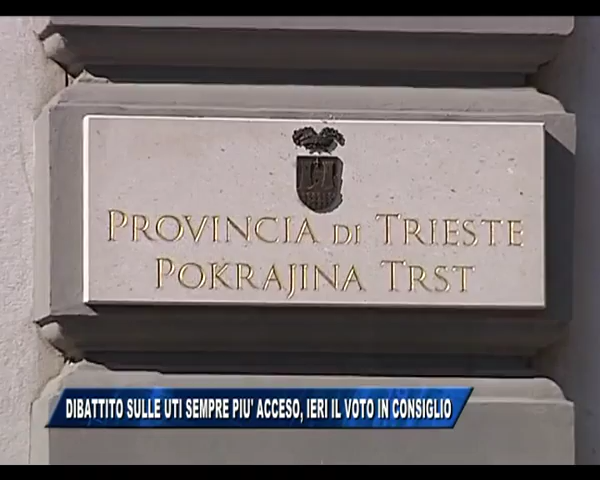 PROVINCIA DI TRIESTE
POKRAJINA TRST
DIBATTITO SULLE UTI SEMPRE PIU' ACCESO, IERI IL VOTO IN CONSIGLIO